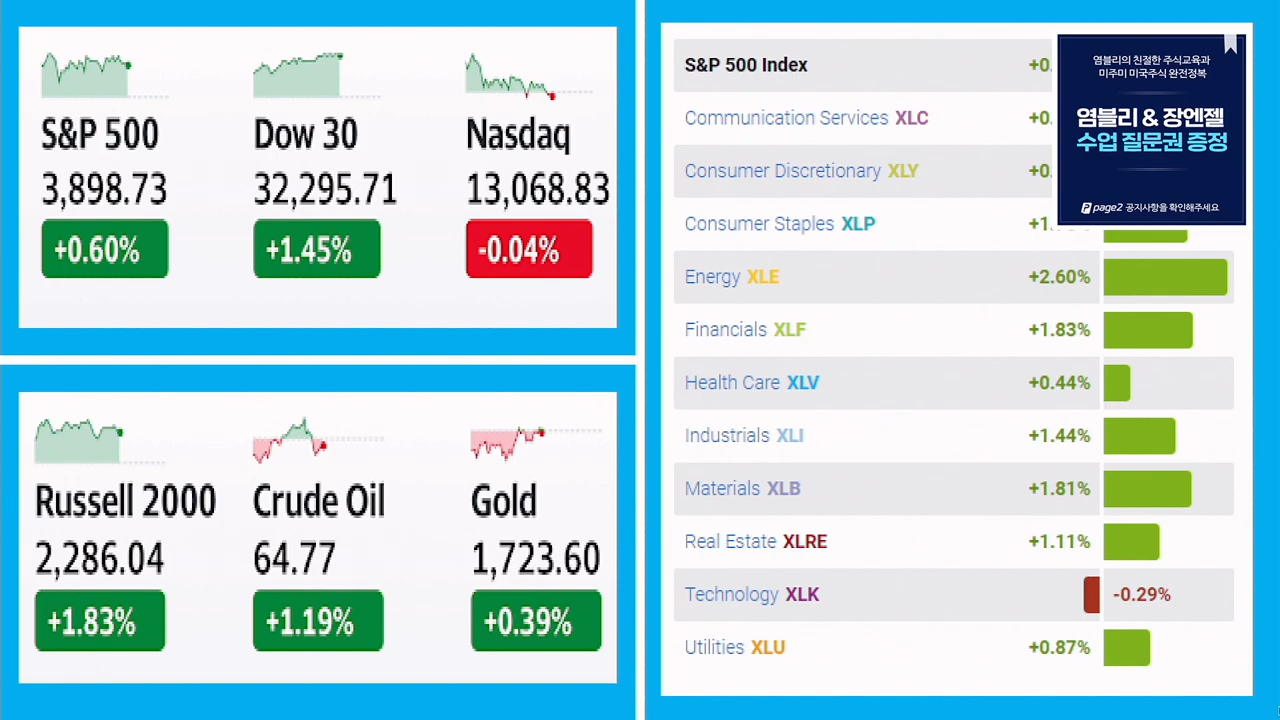 S&P 500
3,898.73
+0.60%
Dow 30
32,295.71
+1.45%
Nasdaq
13,068.83
-0.04%
Russell 2000
2,286.04
+1.83%
Crude Oil
64.77
+1.19%
Gold
1,723.60
+0.39%
S&P 500 Index +0.
Communication Services XLC +0.
Consumer Discretionary XLY +0.
Consumer Staples XLP +1.
Energy XLE +2.60%
Financials XLF +1.83%
Health Care XLV +0.44%
Industrials XLI +1.44%
Materials XLB +1.81%
Real Estate XLRE +1.11%
Technology XLK -0.29%
Utilities XLU +0.87%
염블리의 친절한 주식교육과
미주미 미국주식 완전정복
염블리 & 장엔젤
수업 질문권 증정
page2 공지사항을 확인해주세요